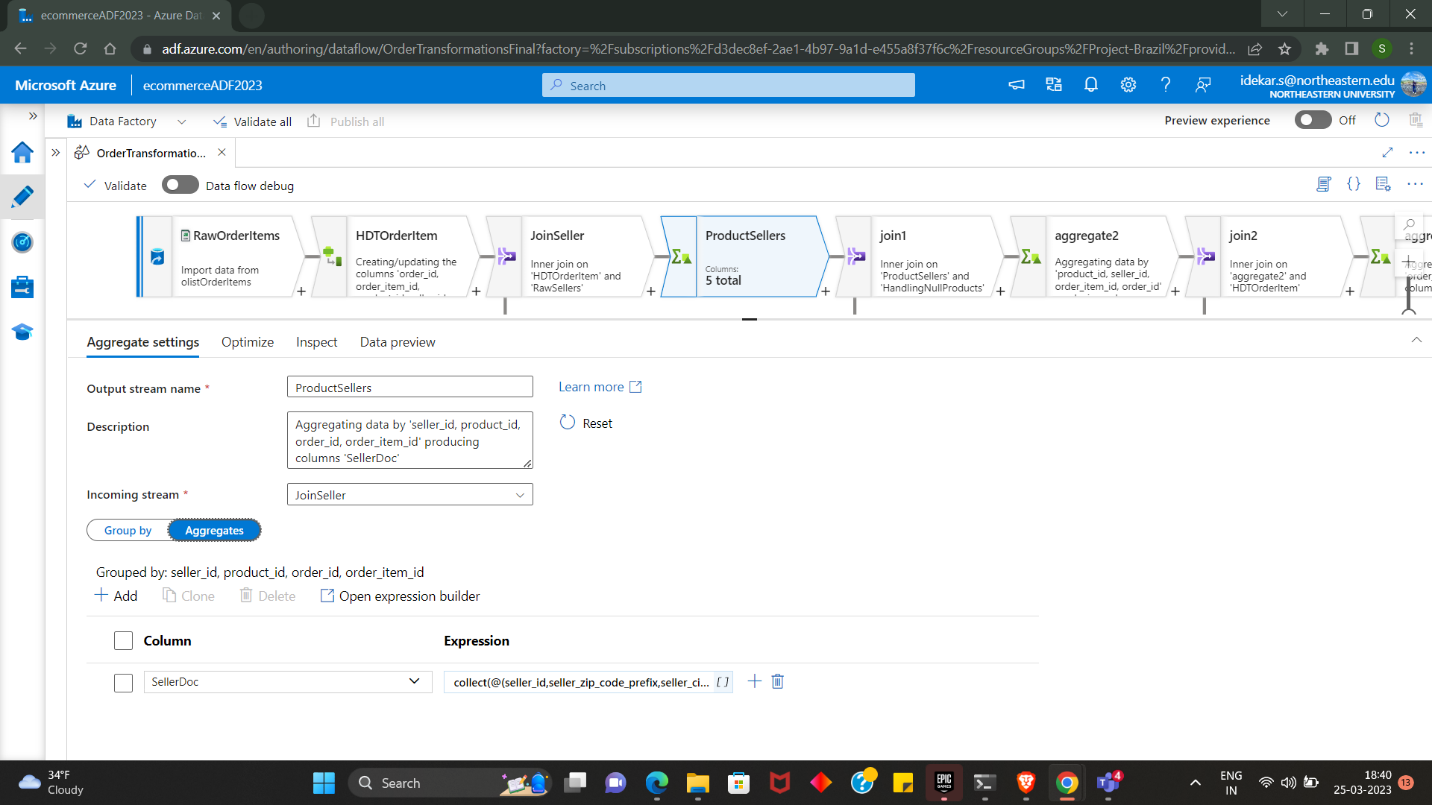 ecommerceADF2023 - Azure Dat
adf.azure.com/en/authoring/dataflow/OrderTransformationsFinal?factory=%2Fsubscriptions%2Fd3dec8ef-2ae1-4b97-9a1d-e455a8f37f6c%2FresourceGroups%2FProject-Brazil%2Fprovid...
S
Microsoft Azure
ecommerceADF2023
Search
idekar.s@northeastern.edu
NORTHEASTERN UNIVERSITY
Data Factory
Validate all
Publish all
Preview experience
Off
OrderTransformatio...
Validate
Data flow debug
RawOrderItems
Import data from
olistOrderItems
HDTOrderItem
Creating/updating the
columns 'order_id,
order_item_id,
JoinSeller
Inner join on
'HDTOrderItem' and
'RawSellers'
ProductSellers
Columns:
5 total
join1
Inner join on
'ProductSellers' and
'HandlingNullProducts'
aggregate2
Aggregating data by
'product_id, seller_id,
order_item_id, order_id'
join2
Inner join on
'aggregate2' and
'HDTOrderItem'
Aggregate settings
Optimize
Inspect
Data preview
Output stream name *
ProductSellers
Learn more
Description
Aggregating data by 'seller_id, product_id,
order_id, order_item_id' producing
columns 'SellerDoc'
Reset
Incoming stream *
JoinSeller
Group by
Aggregates
Grouped by: seller_id, product_id, order_id, order_item_id
Add
Clone
Delete
Open expression builder
Column
Expression
SellerDoc
collect(@(seller_id,seller_zip_code_prefix,seller_ci... []
34°F
Cloudy
Search
EPIC
GAMES
4
ENG
IN
18:40
25-03-2023
13